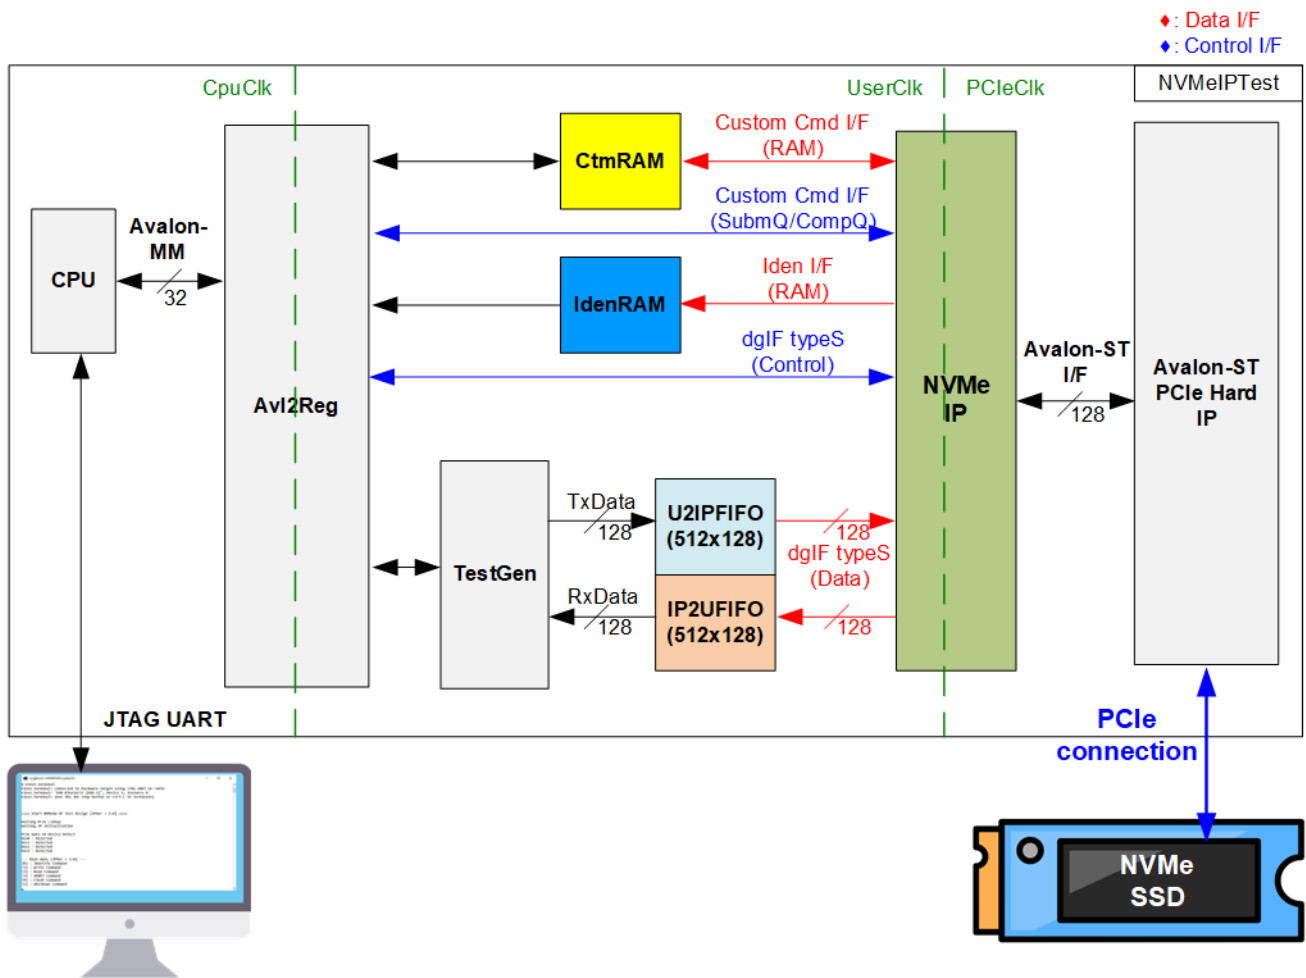 ♦: Data I/F
♦: Control I/F
CpuClk
UserClk
PCIeClk
NVMeIPTest
Custom Cmd I/F
(RAM)
CtmRAM
Custom Cmd I/F
(SubmQ/CompQ)
Avalon-
MM
32
CPU
Iden I/F
(RAM)
IdenRAM
dgIF typeS
(Control)
Avl2Reg
NVMe
IP
Avalon-ST
I/F
128
Avalon-ST
PCIe Hard
IP
TestGen
TxData
128
U2IPFIFO
(512x128)
128
dgIF typeS
(Data)
RxData
128
IP2UFIFO
(512x128)
128
JTAG UART
PCIe
connection
NVMe
SSD